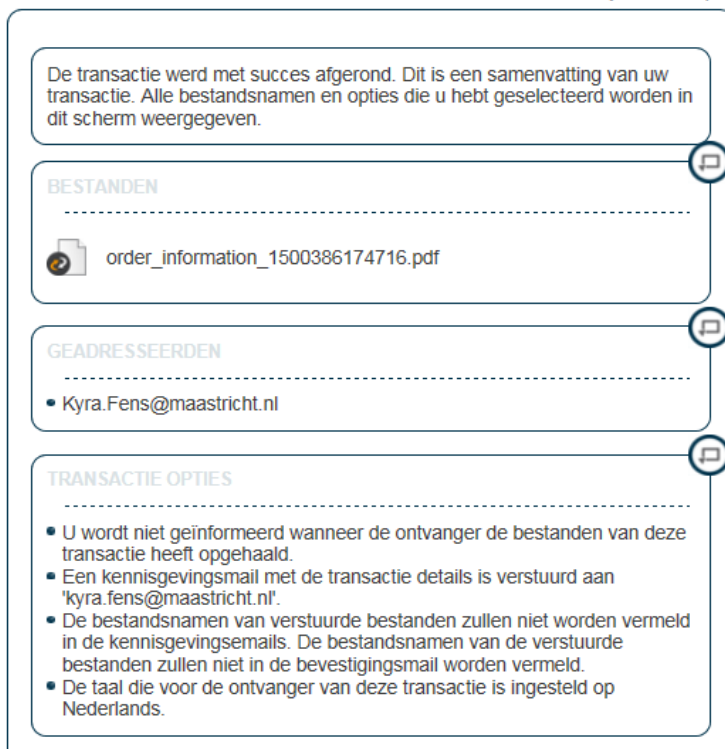 De transactie werd met succes afgerond. Dit is een samenvatting van uw
transactie. Alle bestandsnamen en opties die u hebt geselecteerd worden in
dit scherm weergegeven.
BESTANDEN
order_information_1500386174716.pdf
GEADRESSEERDEN
Kyra.Fens@maastricht.nl
TRANSACTIE OPTIES
U wordt niet geïnformeerd wanneer de ontvanger de bestanden van deze
transactie heeft opgehaald.
Een kennisgevingsmail met de transactie details is verstuurd aan
'kyra.fens@maastricht.nl'.
De bestandsnamen van verstuurde bestanden zullen niet worden vermeld
in de kennisgevingsemails. De bestandsnamen van de verstuurde
bestanden zullen niet in de bevestigingsmail worden vermeld.
De taal die voor de ontvanger van deze transactie is ingesteld op
Nederlands.